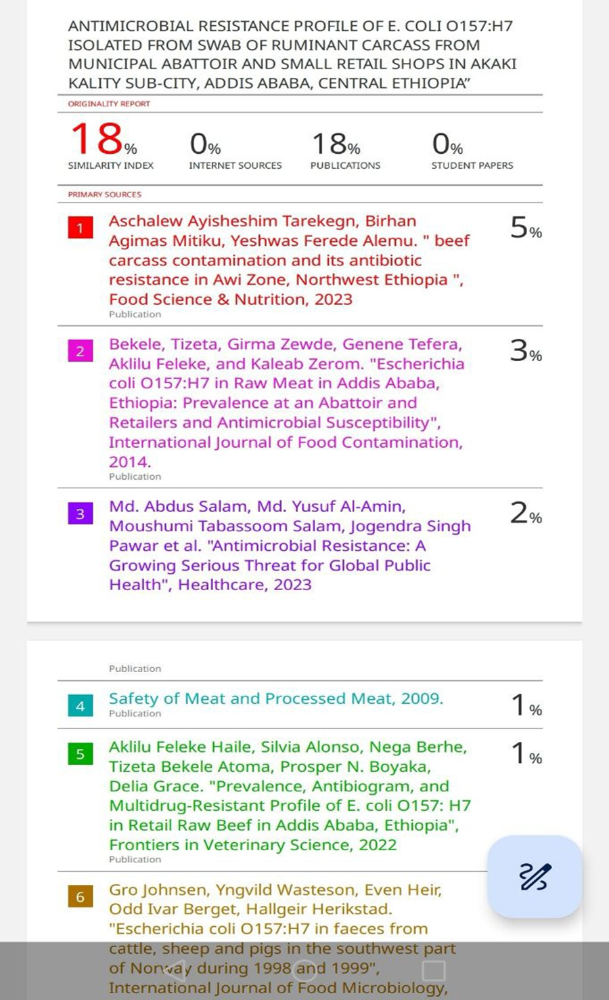 ANTIMICROBIAL RESISTANCE PROFILE OF E. COLI O157:H7
ISOLATED FROM SWAB OF RUMINANT CARCASS FROM
MUNICIPAL ABATTOIR AND SMALL RETAIL SHOPS IN AKAKI
KALITY SUB-CITY, ADDIS ABABA, CENTRAL ETHIOPIA”
ORIGINALITY REPORT
18% 0% 18% 0%
SIMILARITY INDEX INTERNET SOURCES PUBLICATIONS STUDENT PAPERS
PRIMARY SOURCES
1 Aschalew Ayisheshim Tarekegn, Birhan 5%
Agimas Mitiku, Yeshwas Ferede Alemu. " beef
carcass contamination and its antibiotic
resistance in Awi Zone, Northwest Ethiopia ",
Food Science & Nutrition, 2023
Publication
2 Bekele, Tizeta, Girma Zewde, Genene Tefera, 3%
Aklilu Feleke, and Kaleab Zerom. "Escherichia
coli O157:H7 in Raw Meat in Addis Ababa,
Ethiopia: Prevalence at an Abattoir and
Retailers and Antimicrobial Susceptibility",
International Journal of Food Contamination,
2014.
Publication
3 Md. Abdus Salam, Md. Yusuf Al-Amin, 2%
Moushumi Tabassoom Salam, Jogendra Singh
Pawar et al. "Antimicrobial Resistance: A
Growing Serious Threat for Global Public
Health", Healthcare, 2023
Publication
4 Safety of Meat and Processed Meat, 2009. 1%
Publication
5 Aklilu Feleke Haile, Silvia Alonso, Nega Berhe, 1%
Tizeta Bekele Atoma, Prosper N. Boyaka,
Delia Grace. "Prevalence, Antibiogram, and
Multidrug-Resistant Profile of E. coli O157: H7
in Retail Raw Beef in Addis Ababa, Ethiopia",
Frontiers in Veterinary Science, 2022
Publication
6 Gro Johnsen, Yngvild Wasteson, Even Heir,
Odd Ivar Berget, Hallgeir Herikstad.
"Escherichia coli O157:H7 in faeces from
cattle, sheep and pigs in the southwest part
of Norway during 1998 and 1999",
International Journal of Food Microbiology,